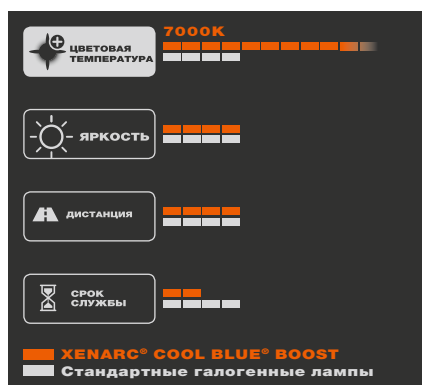 7000K
ЦВЕТОВАЯ
ТЕМПЕРАТУРА
ЯРКОСТЬ
ДИСТАНЦИЯ
СРОК
СЛУЖБЫ
XENARC® COOL BLUE® BOOST
Стандартные галогенные лампы